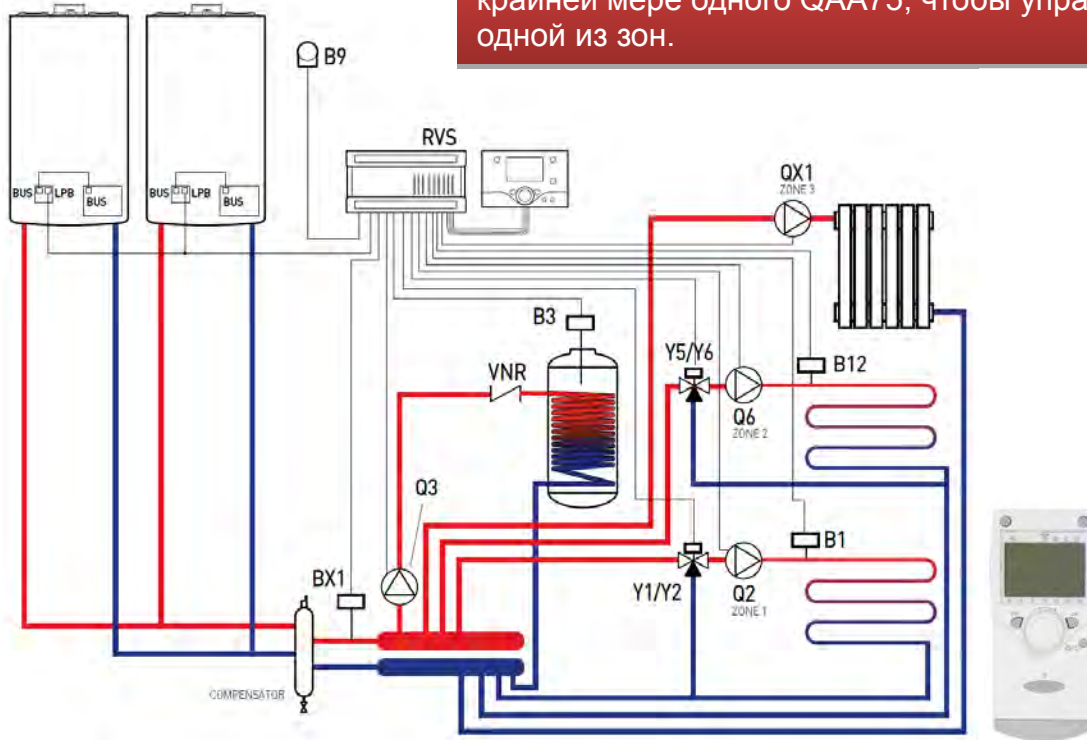 крайней мере одного QAA75, чтобы
одной из зон.
B9
RVS
QX1
ZONE 3
BUS LPB
BUS
BUS LPB
BUS
B3
Y5/Y6
B12
VNR
Q6
ZONE 2
Q3
B1
BX1
Y1/Y2
Q2
ZONE 1
COMPENSATOR